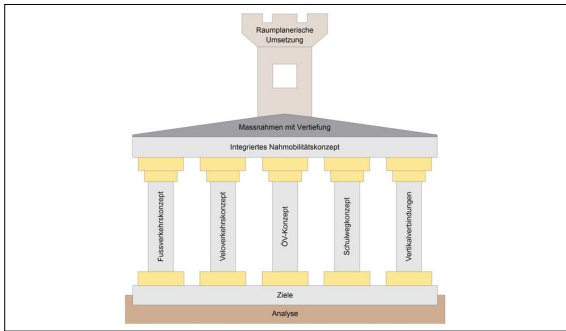 Raumplanerische
Umsetzung
Massnahmen mit Vertiefung
Integriertes Nahmobilitätskonzept
Fussverkehrskonzept
Veloverkehrskonzept
ÖV-Konzept
Schulwegkonzept
Vertikalverbindungen
Ziele
Analyse